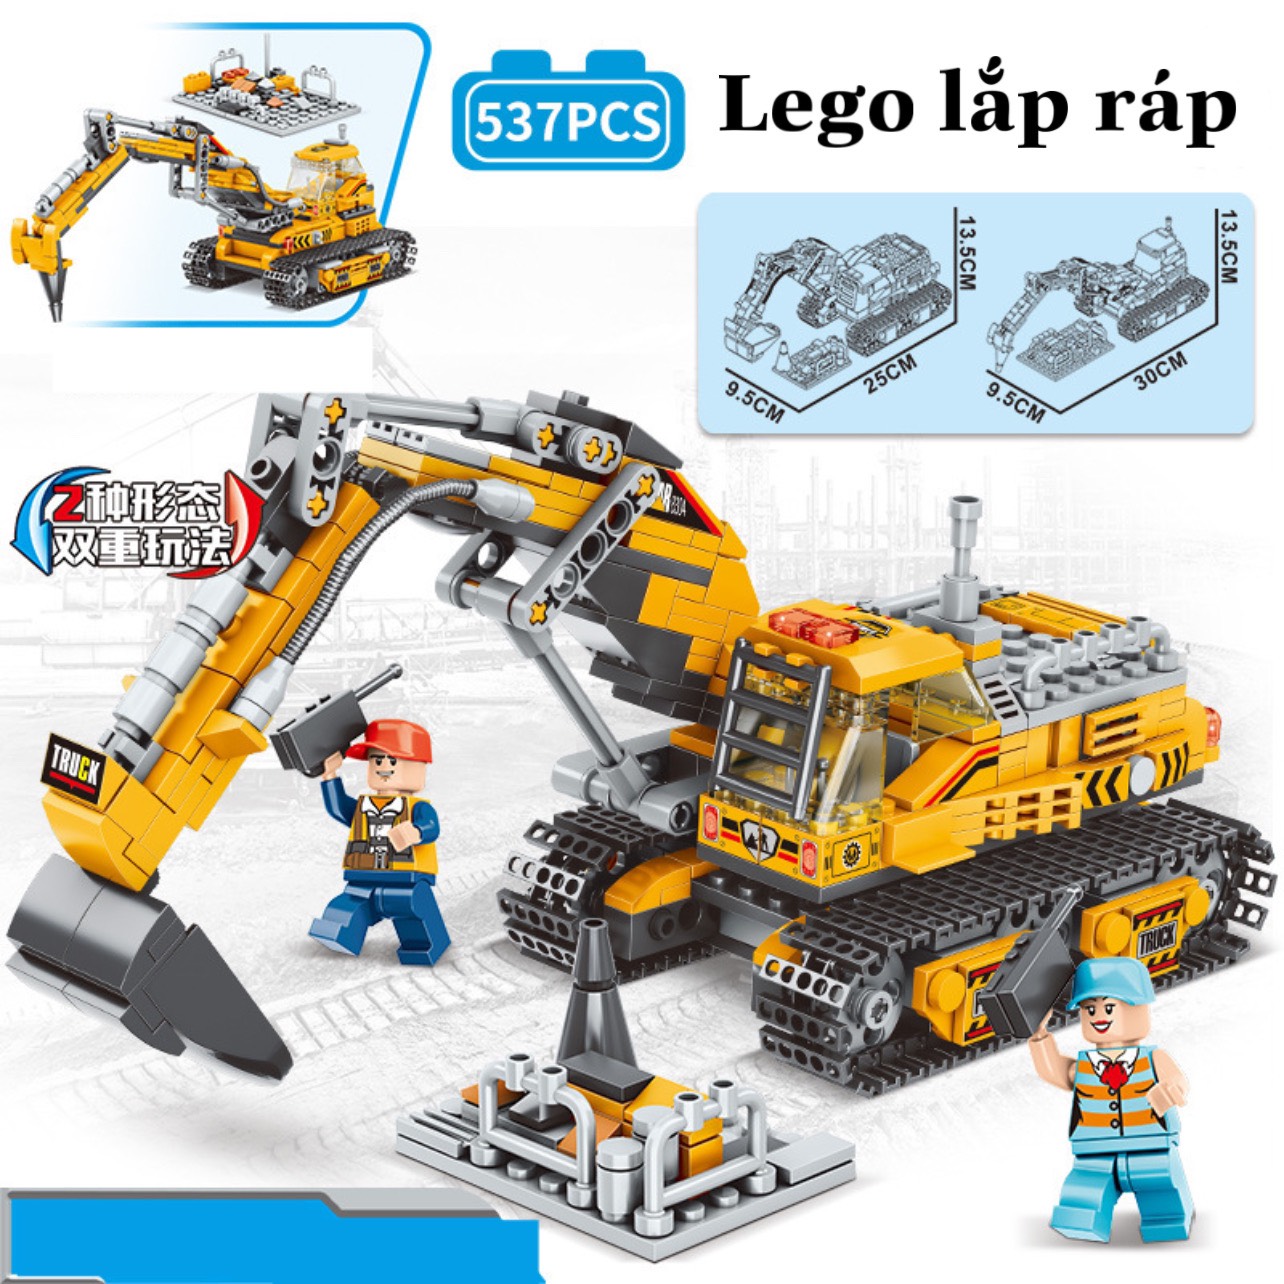 537PCS
Lego lắp ráp
13.5CM
13.5CM
9.5CM
25CM
9.5CM
30CM
2种形态
双重玩法
2304
TRUCK
TRUCK